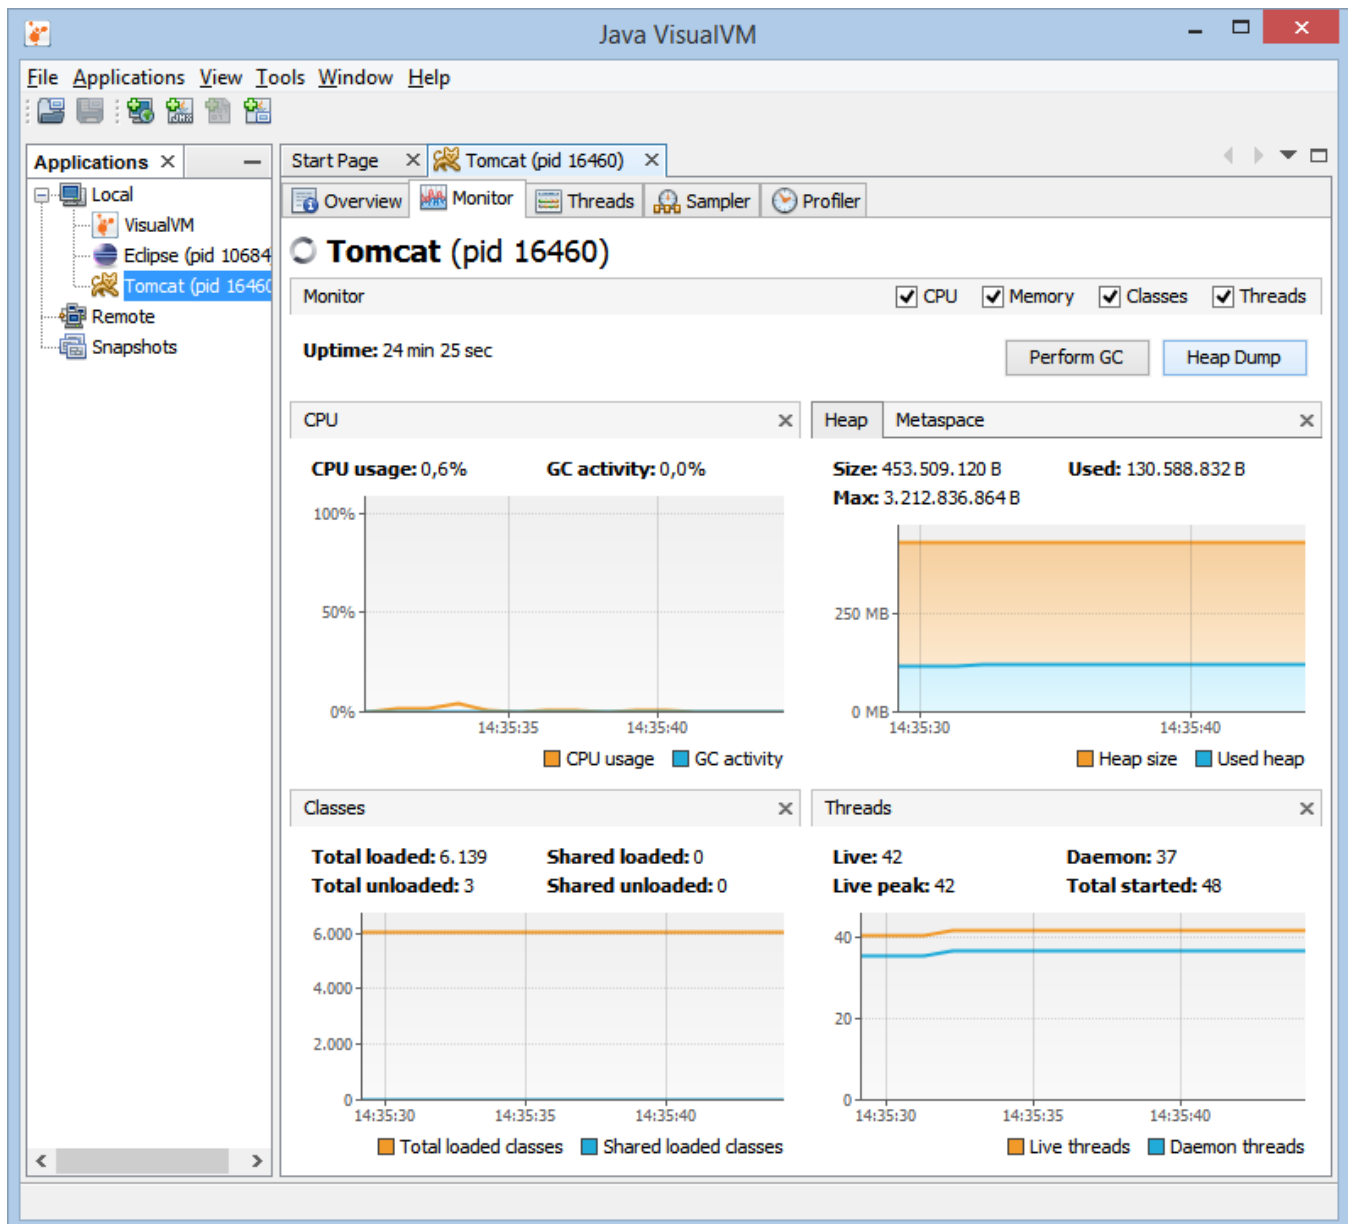 Java VisualVM
File Applications View Tools Window Help
Applications
Start Page
Tomcat (pid 16460)
Local
VisualVM
Eclipse (pid 10684
Tomcat (pid 16460
Remote
Snapshots
Overview Monitor Threads Sampler Profiler
Tomcat (pid 16460)
Monitor
CPU Memory Classes Threads
Uptime: 24 min 25 sec
Perform GC
Heap Dump
CPU
CPU usage: 0,6% GC activity: 0,0%
100%
50%
0%
14:35:35 14:35:40
CPU usage GC activity
Heap Metaspace
Size: 453.509.120 B Used: 130.588.832 B
Max: 3.212.836.864 B
250 MB
0 MB
14:35:30 14:35:40
Heap size Used heap
Classes
Total loaded: 6.139 Shared loaded: 0
Total unloaded: 3 Shared unloaded: 0
6.000
4.000
2.000
0
14:35:30 14:35:35 14:35:40
Total loaded classes Shared loaded classes
Threads
Live: 42 Daemon: 37
Live peak: 42 Total started: 48
40
20
0
14:35:30 14:35:35 14:35:40
Live threads Daemon threads